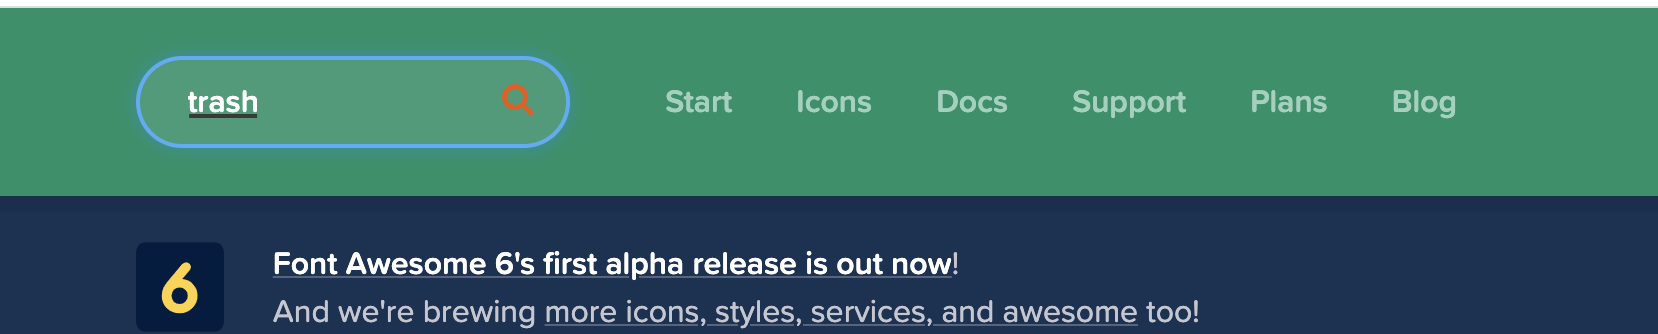 trash Start Icons Docs Support Plans Blog
6
Font Awesome 6's first alpha release is out now!
And we're brewing more icons, styles, services, and awesome too!